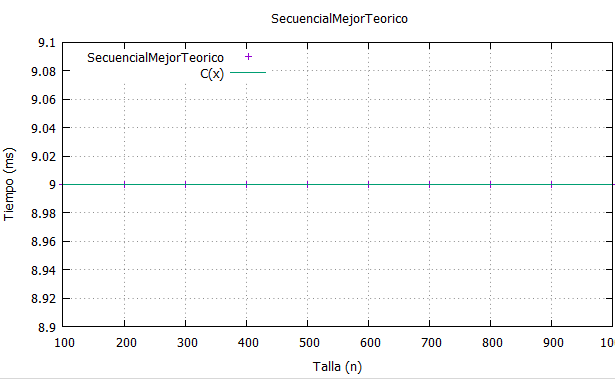 SecuencialMejorTeorico
9.1
9.08
9.06
9.04
9.02
9
8.98
8.96
8.94
8.92
8.9
SecuencialMejorTeorico
C(x)
Tiempo (ms)
100 200 300 400 500 600 700 800 900 100
Talla (n)